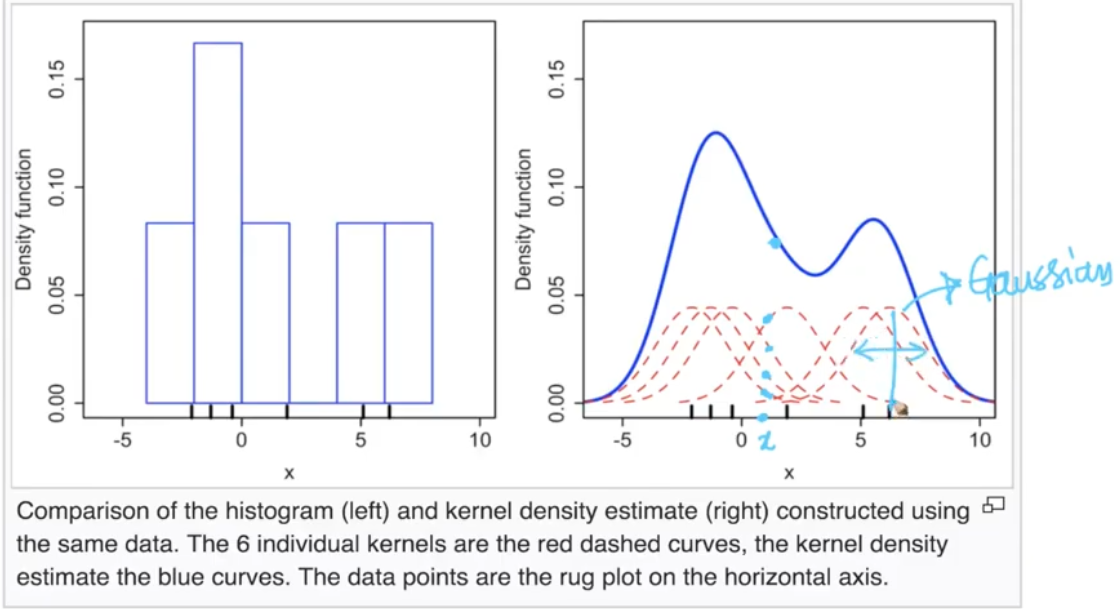 Density function
0.00 0.05 0.10 0.15
-5 0 5 10
x
Density function
0.00 0.05 0.10 0.15
-5 0 5 10
x
x
Gaussian
Comparison of the histogram (left) and kernel density estimate (right) constructed using
the same data. The 6 individual kernels are the red dashed curves, the kernel density
estimate the blue curves. The data points are the rug plot on the horizontal axis.